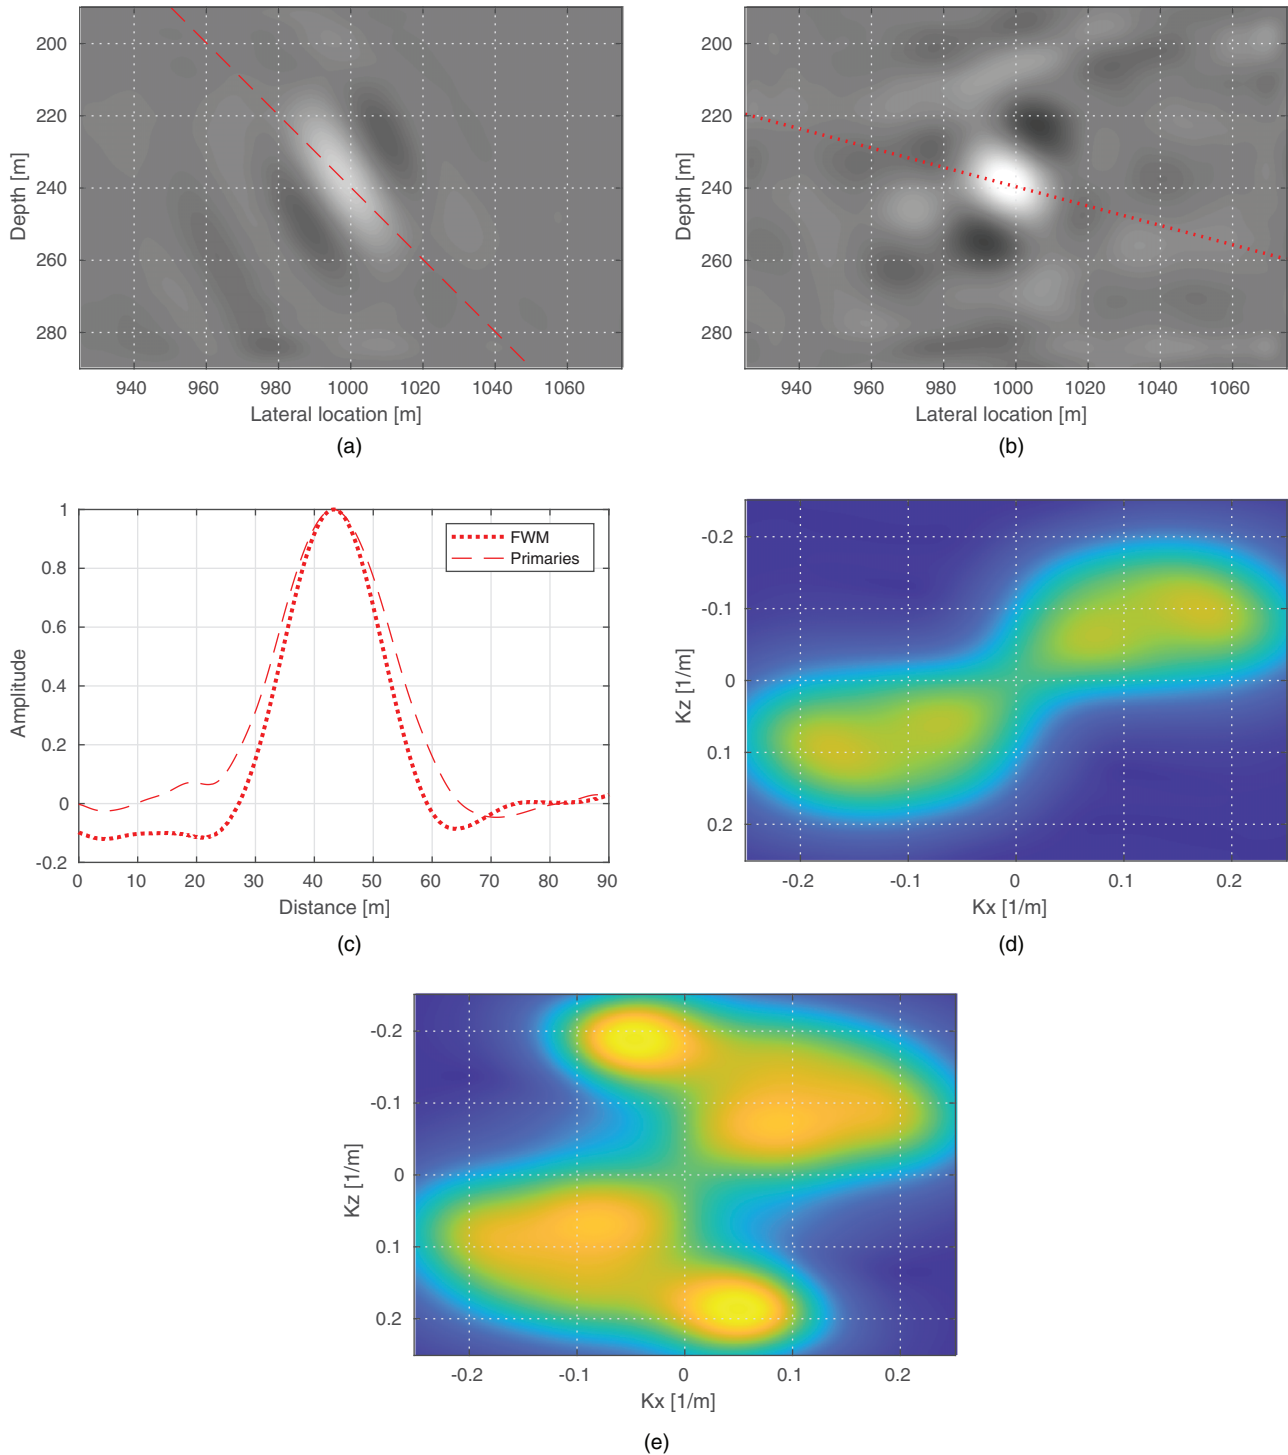 200
220
240
260
280
Depth [m]
940 960 980 1000 1020 1040 1060
Lateral location [m]
(a)
200
220
240
260
280
Depth [m]
940 960 980 1000 1020 1040 1060
Lateral location [m]
(b)
1
0.8
0.6
0.4
0.2
0
-0.2
Amplitude
FWM
Primaries
0 10 20 30 40 50 60 70 80 90
Distance [m]
(c)
-0.2
-0.1
0
0.1
0.2
Kz [1/m]
-0.2 -0.1 0 0.1 0.2
Kx [1/m]
(d)
-0.2
-0.1
0
0.1
0.2
Kz [1/m]
-0.2 -0.1 0 0.1 0.2
Kx [1/m]
(e)